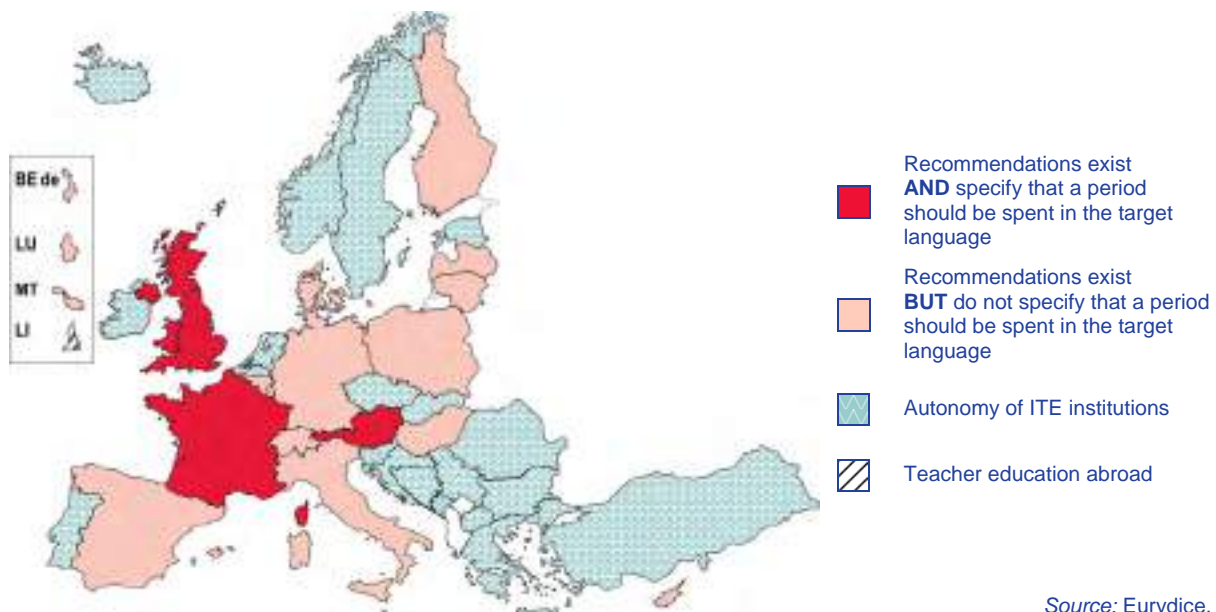 BE de
LU
MT
LI
Recommendations exist
AND specify that a period
should be spent in the target
language
Recommendations exist
BUT do not specify that a period
should be spent in the target
language
Autonomy of ITE institutions
Teacher education abroad
Source: Eurydice.